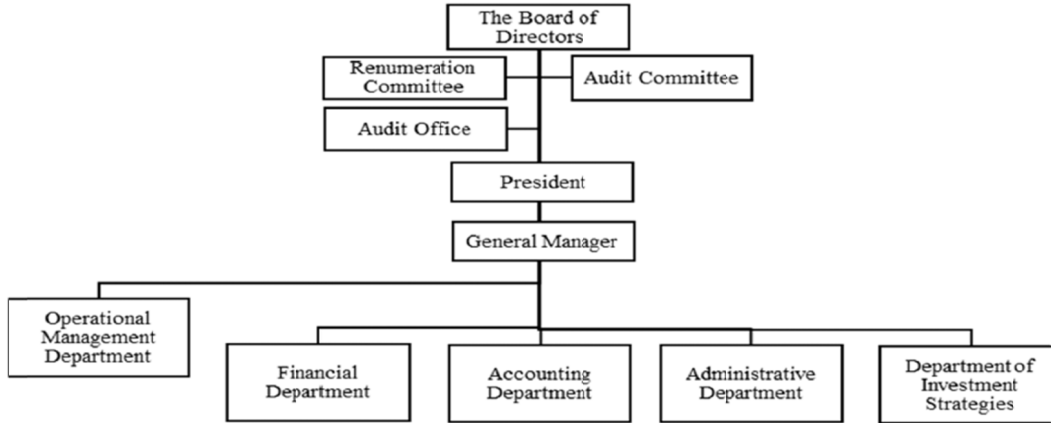 The Board of
Directors
Renumeration
Committee
Audit Committee
Audit Office
President
General Manager
Operational
Management
Department
Financial
Department
Accounting
Department
Administrative
Department
Department of
Investment
Strategies